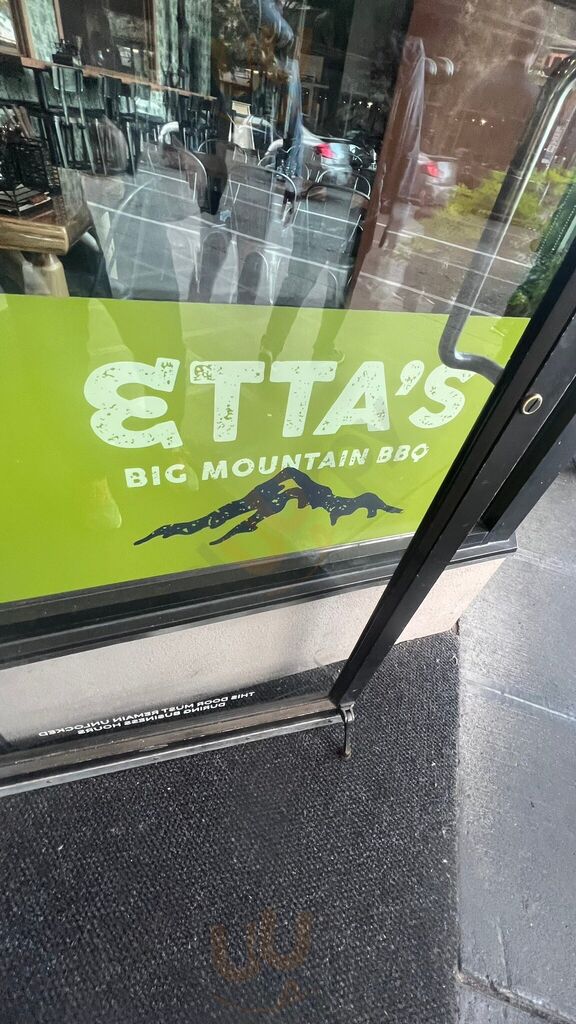 ETTA'S
BIG MOUNTAIN BBQ
THIS DOOR MUST REMAIN UNLOCKED
DURING BUSINESS HOURS